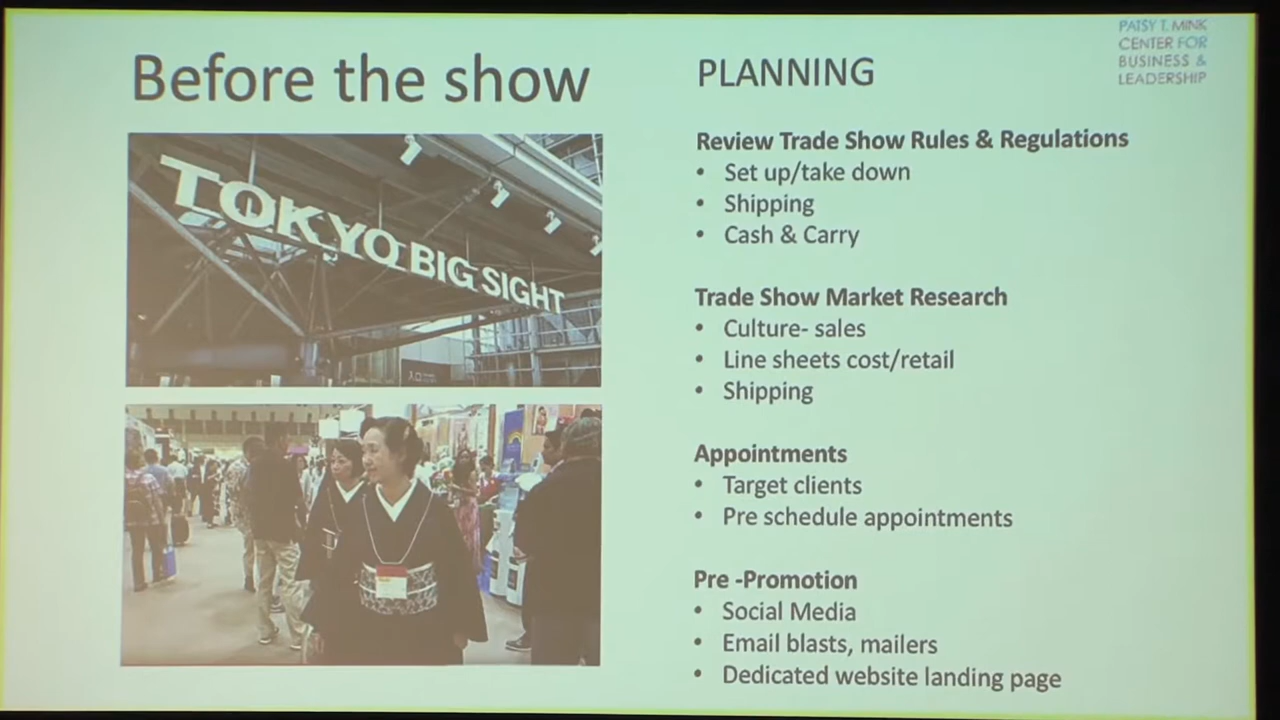 Before the show
TOKYO BIG SIGHT
PLANNING
PATSY T. MINK
CENTER FOR
BUSINESS &
LEADERSHIP
Review Trade Show Rules & Regulations
• Set up/take down
• Shipping
• Cash & Carry
Trade Show Market Research
• Culture- sales
• Line sheets cost/retail
• Shipping
Appointments
• Target clients
• Pre schedule appointments
Pre -Promotion
• Social Media
• Email blasts, mailers
• Dedicated website landing page